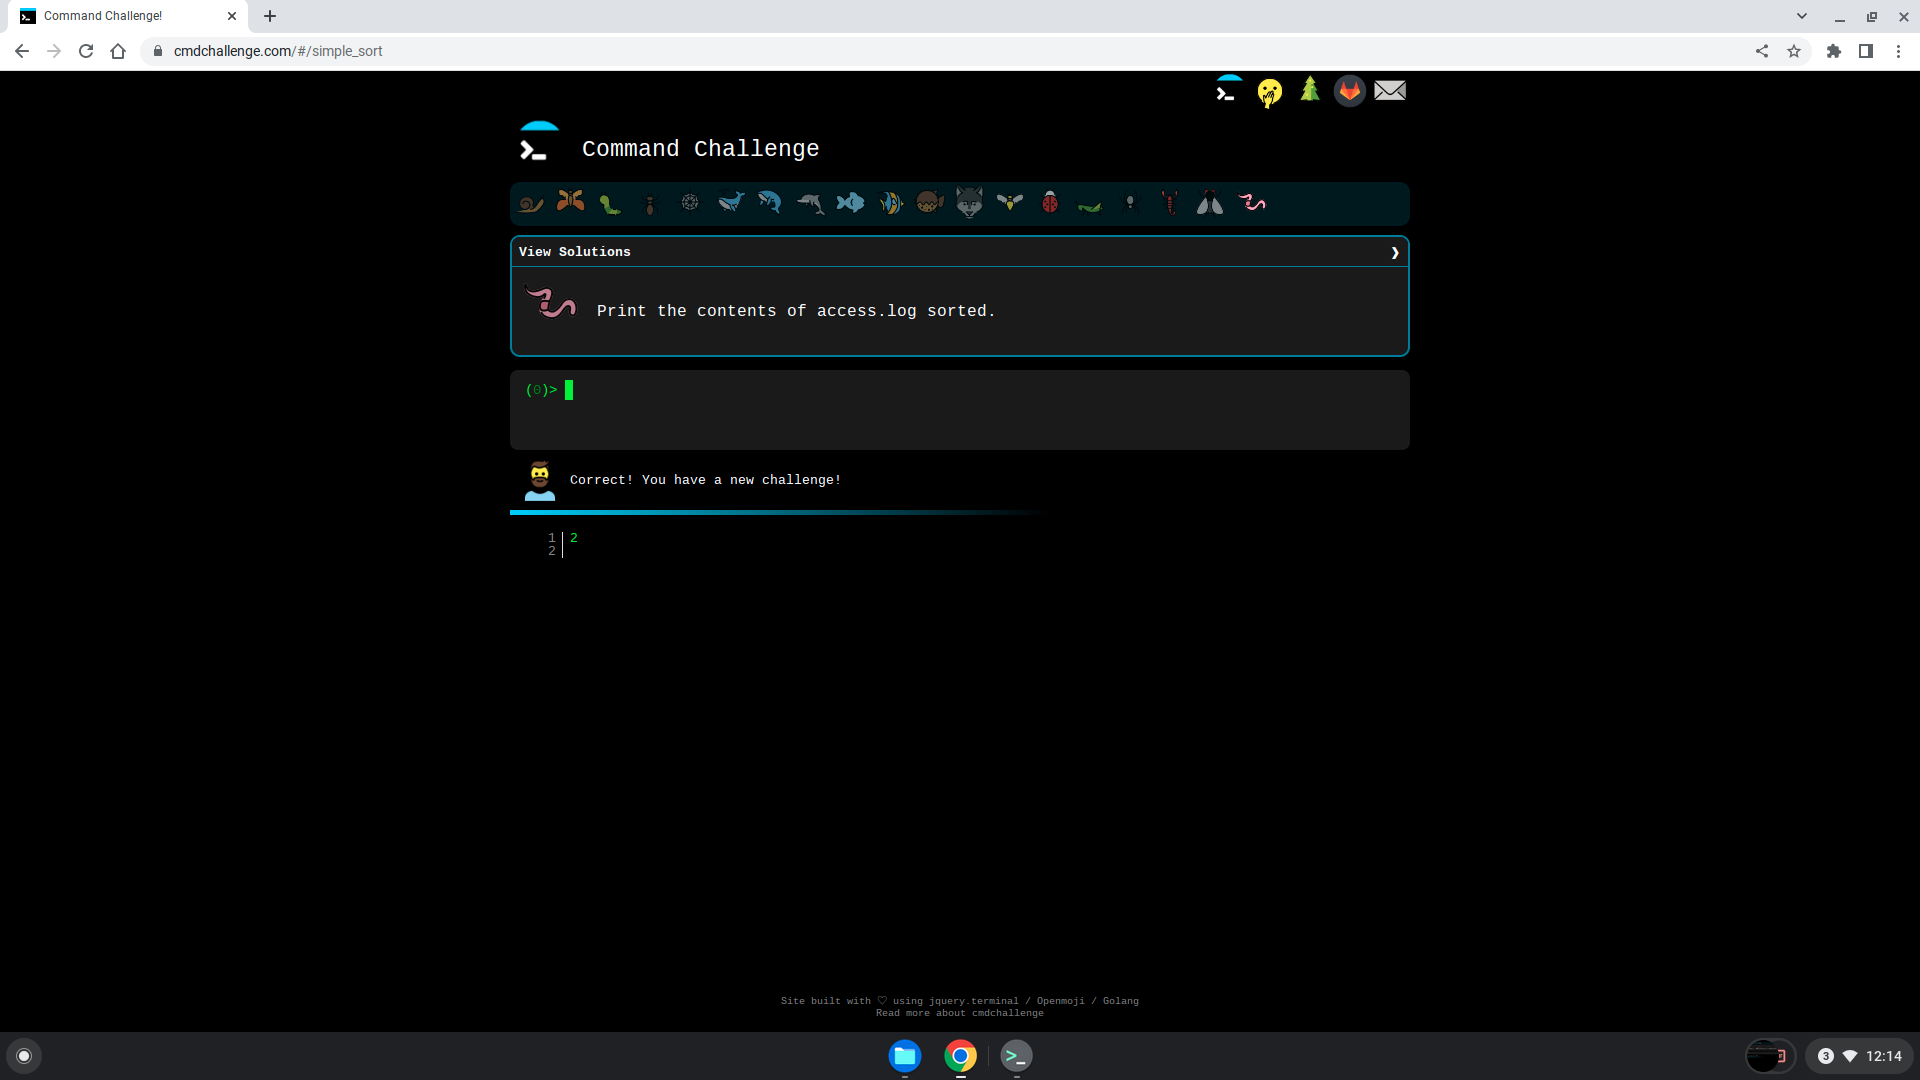 Command Challenge!
cmdchallenge.com/#/simple_sort
Command Challenge
View Solutions
Print the contents of access.log sorted.
(0)>
Correct! You have a new challenge!
1 2
2
Site built with ♡ using jquery.terminal / Openmoji / Golang
Read more about cmdchallenge
3 12:14